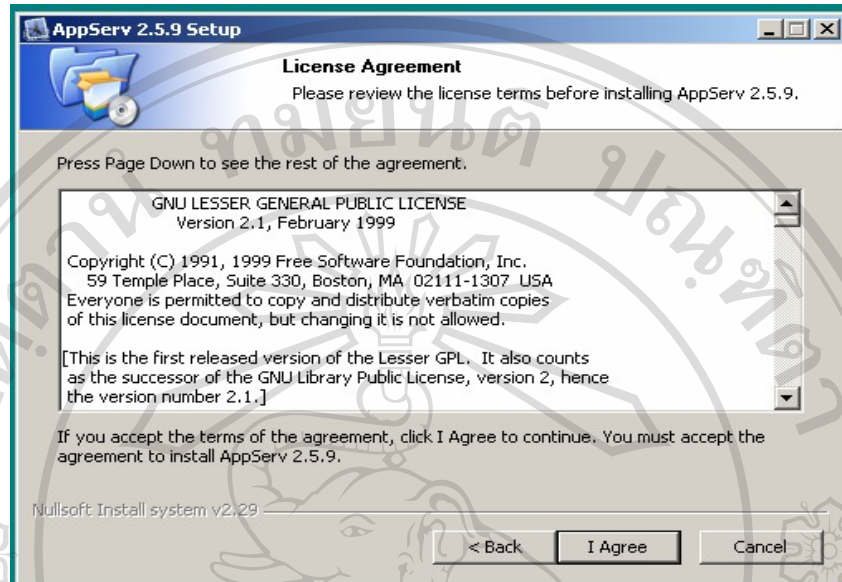 AppServ 2.5.9 Setup
License Agreement
Please review the license terms before installing AppServ 2.5.9.
Press Page Down to see the rest of the agreement.
GNU LESSER GENERAL PUBLIC LICENSE
Version 2.1, February 1999
Copyright (C) 1991, 1999 Free Software Foundation, Inc.
59 Temple Place, Suite 330, Boston, MA 02111-1307 USA
Everyone is permitted to copy and distribute verbatim copies
of this license document, but changing it is not allowed.
[This is the first released version of the Lesser GPL. It also counts
as the successor of the GNU Library Public License, version 2, hence
the version number 2.1.]
If you accept the terms of the agreement, click I Agree to continue. You must accept the
agreement to install AppServ 2.5.9.
Nullsoft Install system v2.29
< Back I Agree Cancel